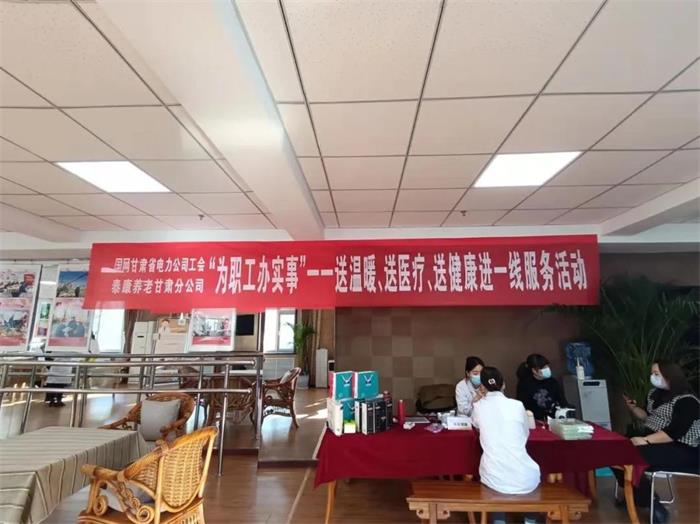 国网甘肃省电力公司工会
泰康养老甘肃分公司
“为职工办实事”——送温暖、送医疗、送健康进一线服务活动